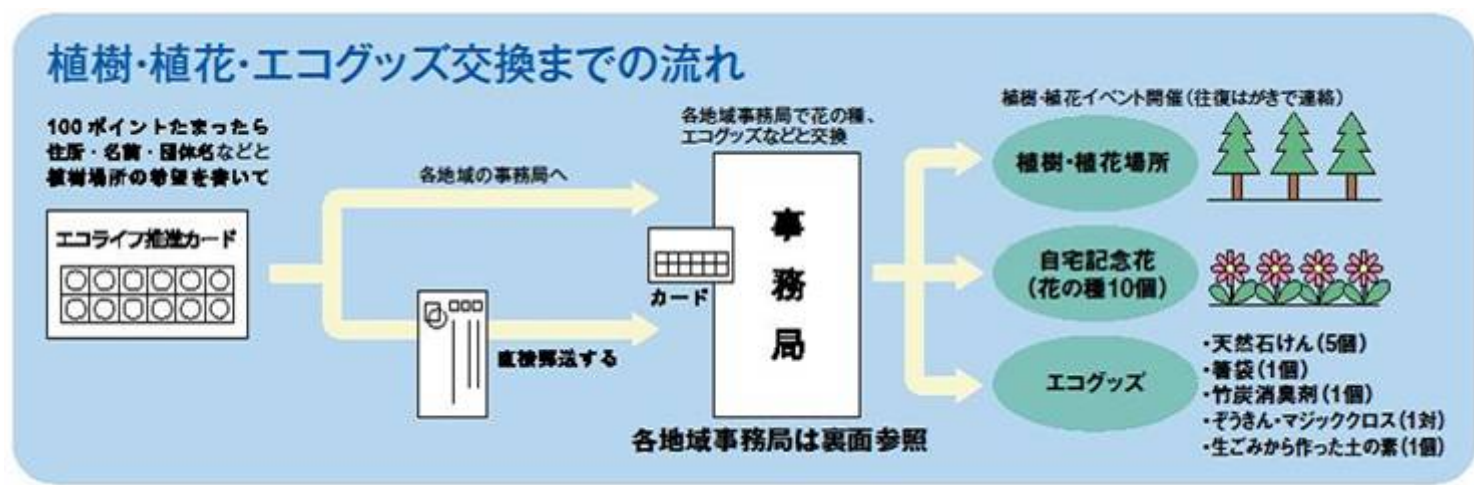 植樹・植花・エコグッズ交換までの流れ
100ポイントたまったら
住所・名前・団体名などと
植樹場所の希望を書いて
エコライフ推進カード
各地域の事務局へ
直接郵送する
各地域事務局で花の種、
エコグッズなどと交換
カード
事務局
各地域事務局は裏面参照
植樹・植花イベント開催(往復はがきで連絡)
植樹・植花場所
自宅記念花
(花の種10個)
エコグッズ
・天然石けん(5個)
・箸袋(1個)
・竹炭消臭剤(1個)
・ぞうきん・マジッククロス(1対)
・生ごみから作った土の素(1個)